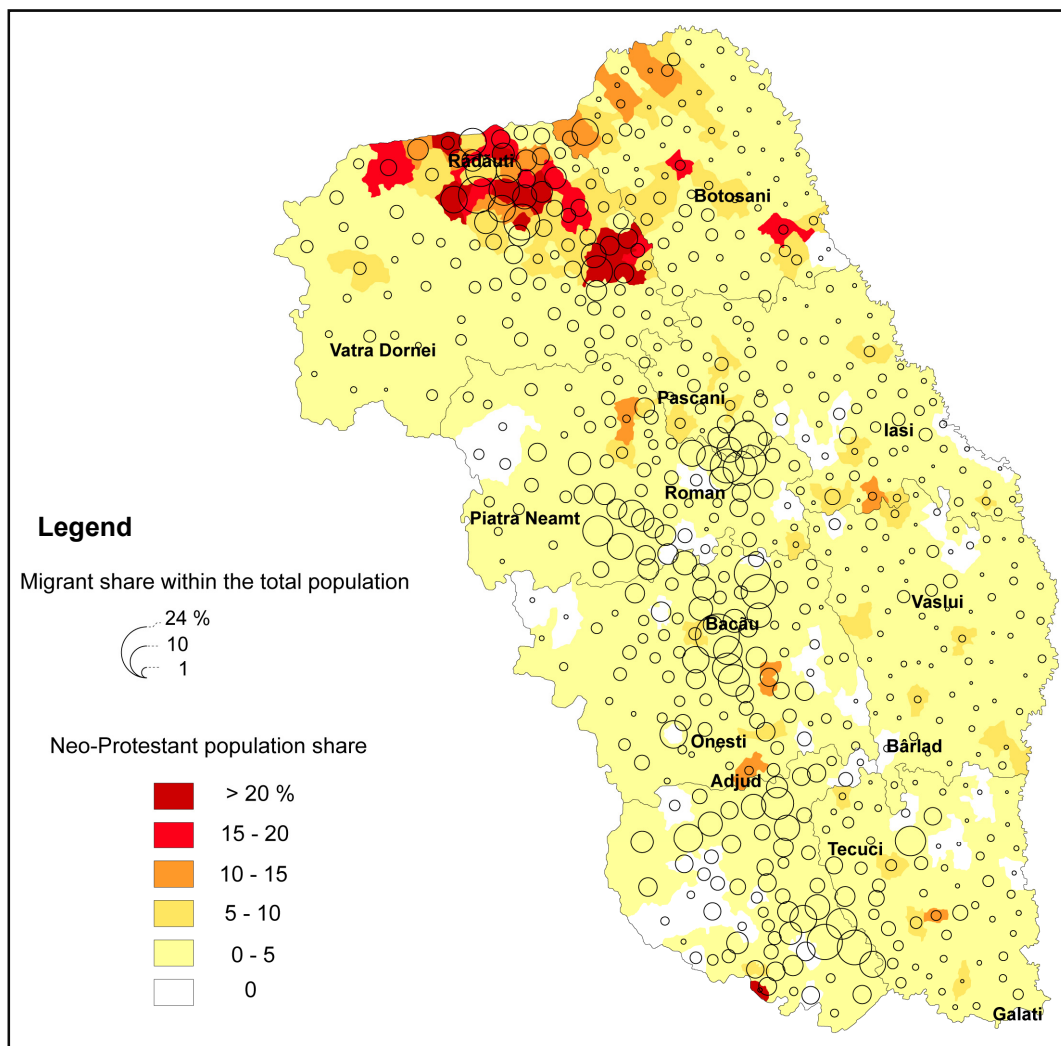 Rădăuti
Botosani
Vatra Dornei
Pascani
Iasi
Roman
Piatra Neamt
Legend
Migrant share within the total population
24 %
10
1
Vaslui
Bacău
Neo-Protestant population share
Onesti
Bârlad
Adjud
> 20 %
15 - 20
Tecuci
10 - 15
5 - 10
0 - 5
0
Galati